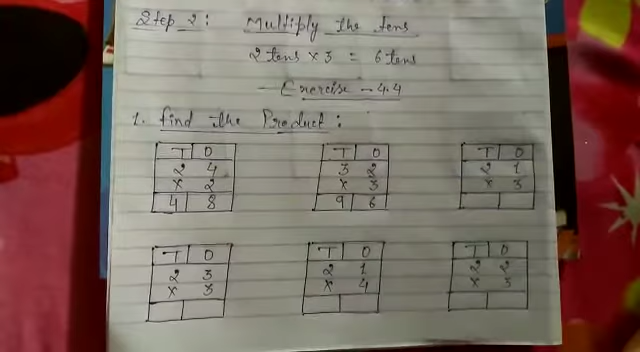 Step 2: Multiply the tens
2 tens × 3 = 6 tens
- Exercise - 4.4
1. find the Product:
T O T O T O
2 4 3 2 2 1
× 2 × 3 × 3
4 8 9 6
T O T O T O
2 3 2 1 2 2
× 3 × 4 × 3